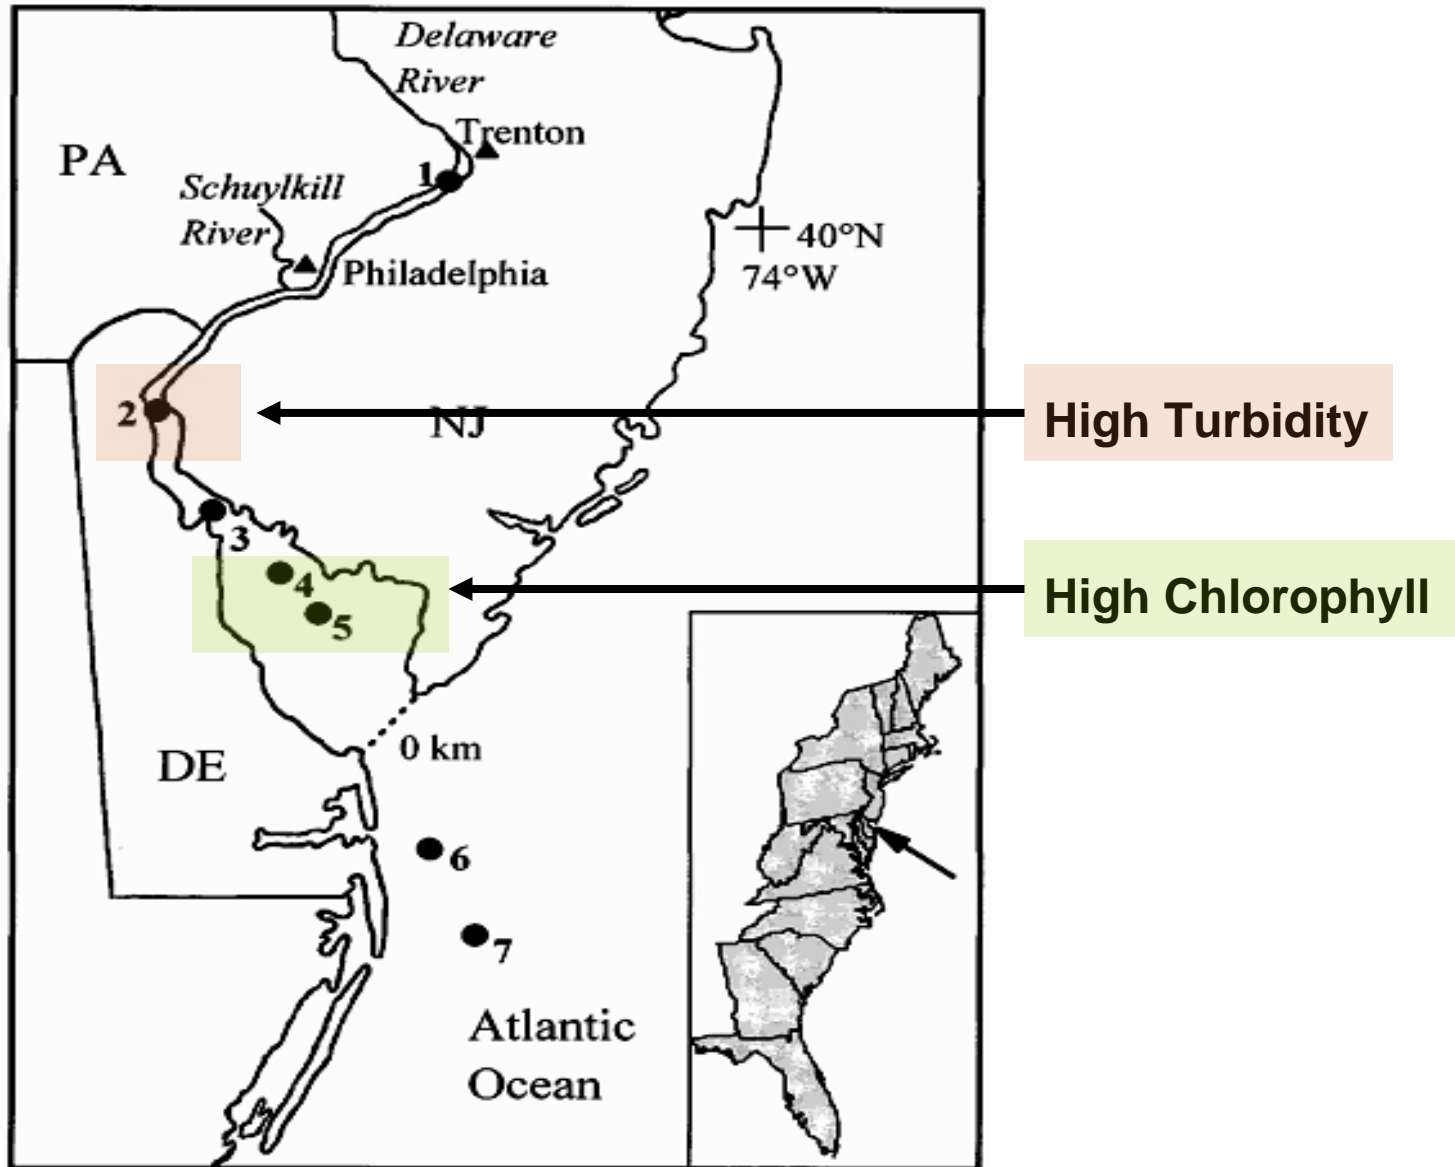 Delaware
River
Trenton
PA
1
Schuylkill
River
40°N
74°W
Philadelphia
2
NJ
High Turbidity
3
4
High Chlorophyll
5
0 km
DE
6
7
Atlantic
Ocean